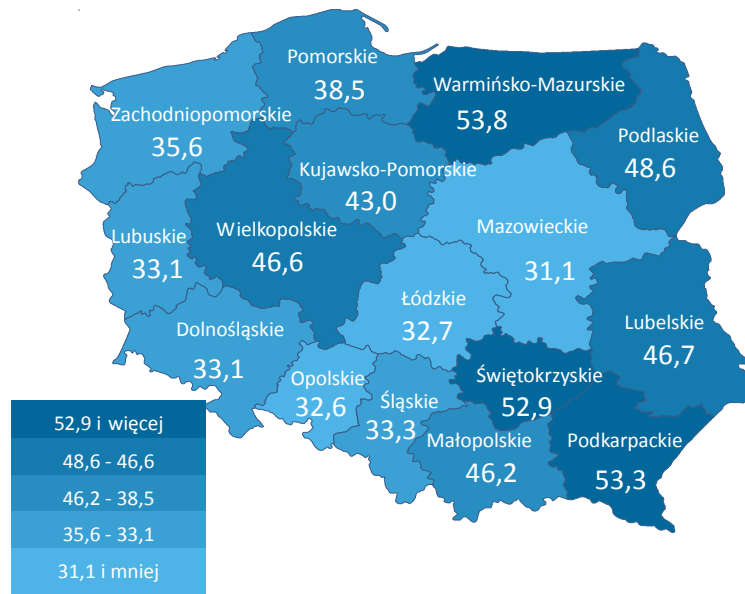 Pomorskie
38,5
Warmińsko-Mazurskie
53,8
Zachodniopomorskie
35,6
Podlaskie
48,6
Kujawsko-Pomorskie
43,0
Mazowieckie
31,1
Wielkopolskie
46,6
Lubuskie
33,1
Łódzkie
32,7
Lubelskie
46,7
Dolnośląskie
33,1
Opolskie
32,6
Śląskie
33,3
Świętokrzyskie
52,9
Małopolskie
46,2
Podkarpackie
53,3
52,9 i więcej
48,6 - 46,6
46,2 - 38,5
35,6 - 33,1
31,1 i mniej